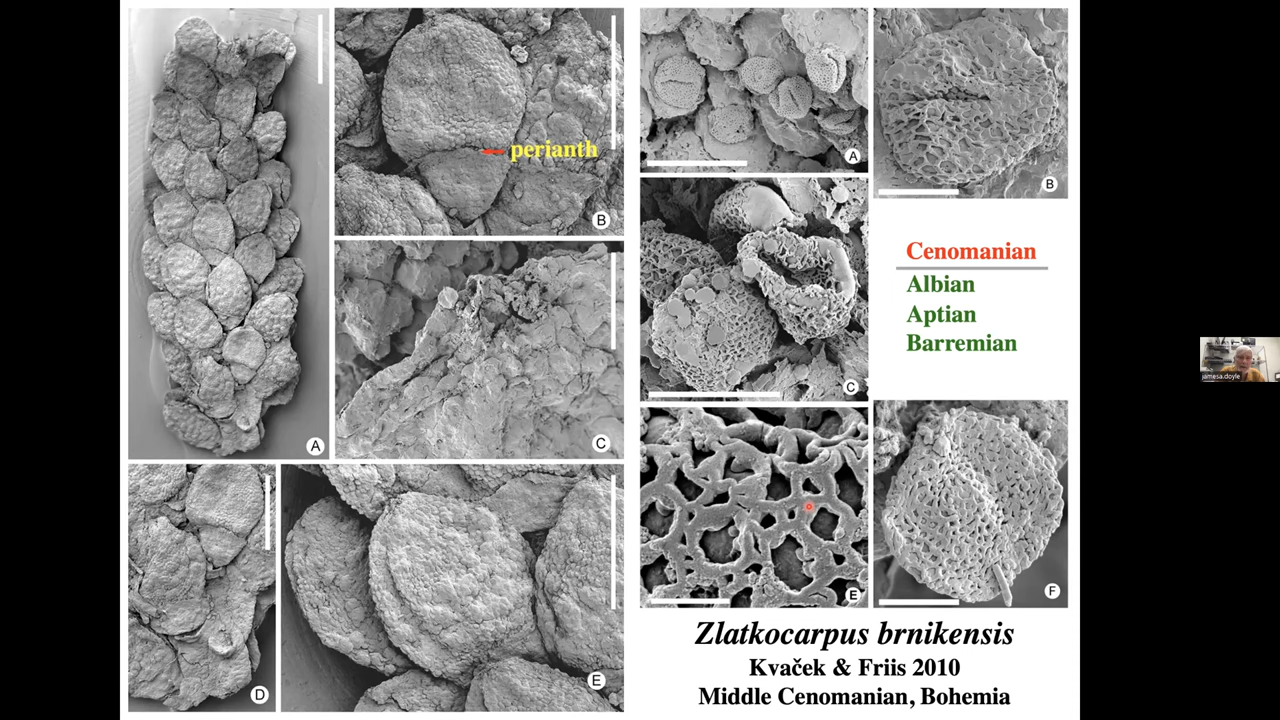 A
perianth
B
C
D
E
A
B
C
Cenomanian
Albian
Aptian
Barremian
E
F
Zlatkocarpus brnikensis
Kvaček & Friis 2010
Middle Cenomanian, Bohemia
jamesa.doyle